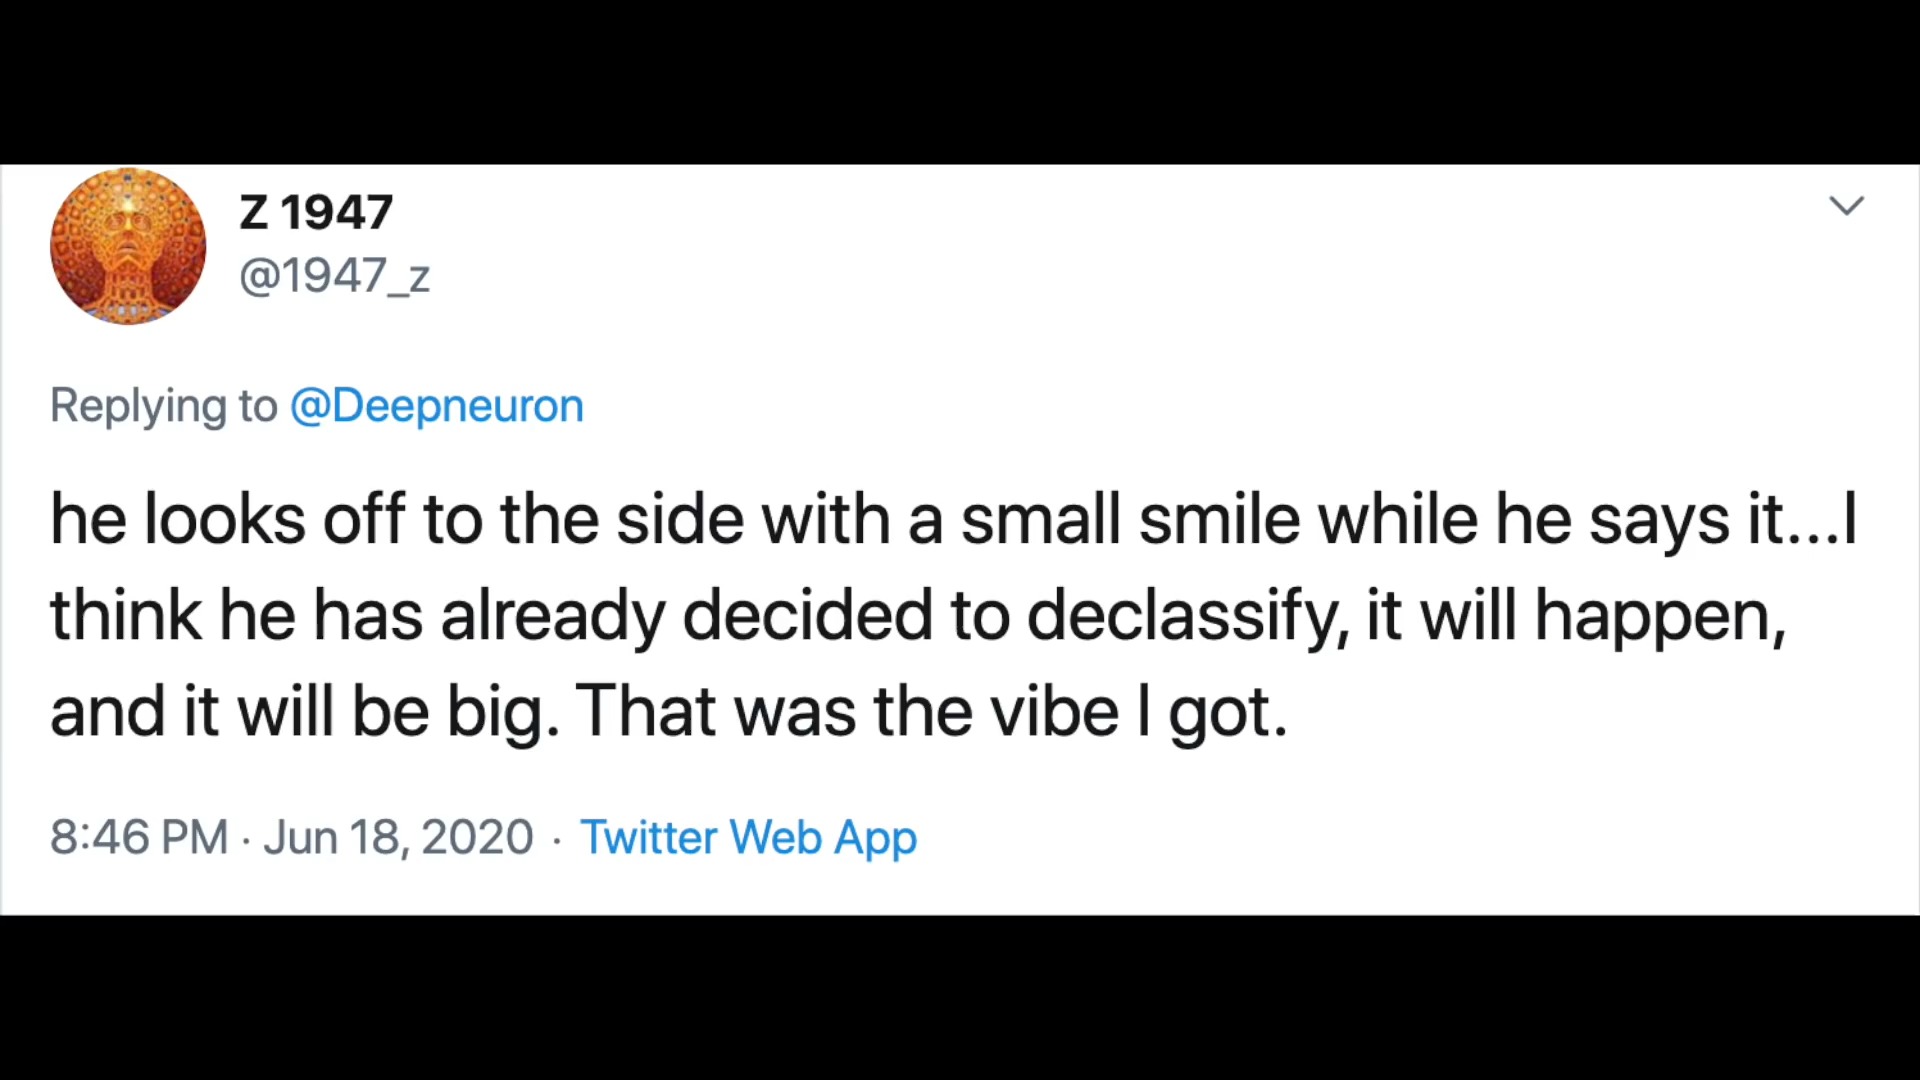 Z 1947
@1947_z
Replying to @Deepneuron
he looks off to the side with a small smile while he says it...I
think he has already decided to declassify, it will happen,
and it will be big. That was the vibe I got.
8:46 PM · Jun 18, 2020 · Twitter Web App